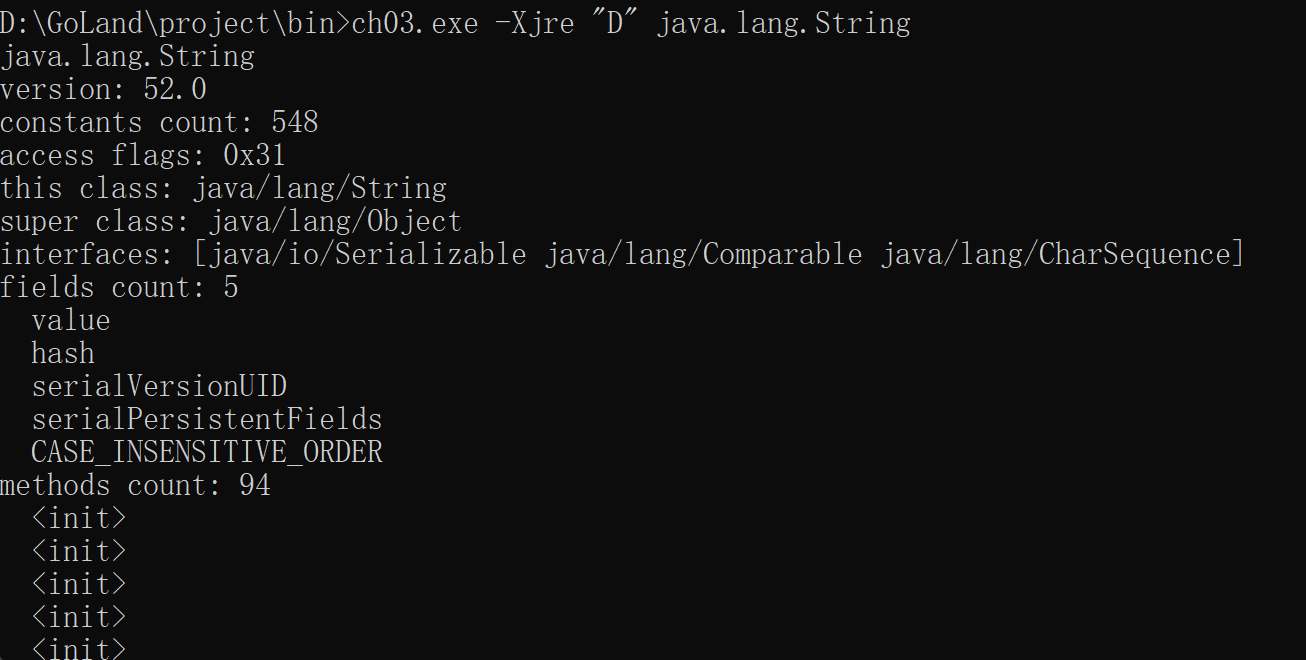 D:\GoLand\project\bin>ch03.exe -Xjre "D" java.lang.String
java.lang.String
version: 52.0
constants count: 548
access flags: 0x31
this class: java/lang/String
super class: java/lang/Object
interfaces: [java/io/Serializable java/lang/Comparable java/lang/CharSequence]
fields count: 5
  value
  hash
  serialVersionUID
  serialPersistentFields
  CASE_INSENSITIVE_ORDER
methods count: 94
  <init>
  <init>
  <init>
  <init>
  <init>